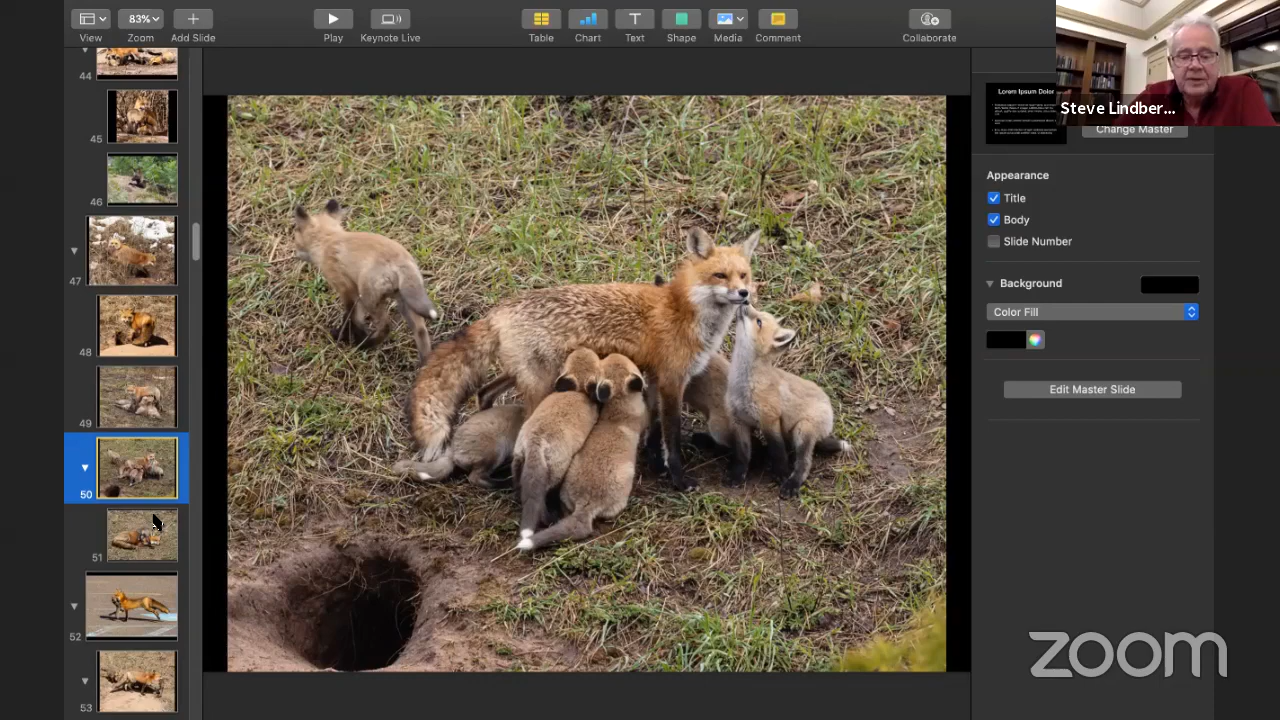 83%
View
Zoom
Add Slide
Play
Keynote Live
Table
Chart
Text
Shape
Media
Comment
Collaborate
44
45
46
47
48
49
50
51
52
53
Lorem Ipsum Dolor
Steve Lindber...
Change Master
Appearance
Title
Body
Slide Number
Background
Color Fill
Edit Master Slide
zoom